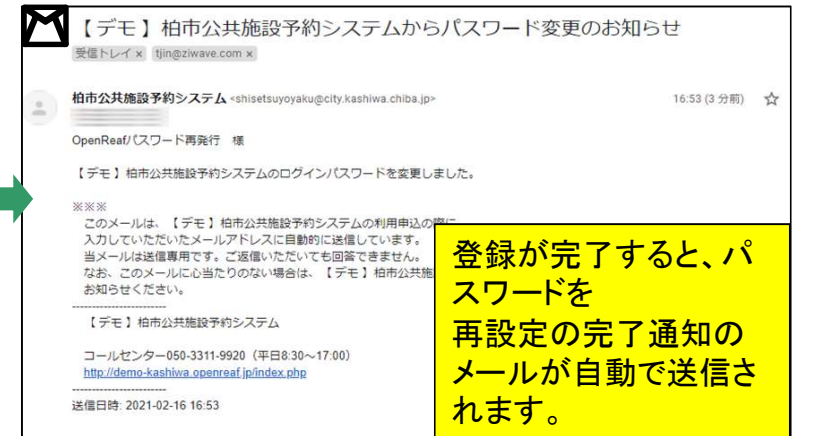 【デモ】柏市公共施設予約システムからパスワード変更のお知らせ
受信トレイ× tjin@ziwave.com ×
柏市公共施設予約システム <shisetsuyoyaku@city.kashiwa.chiba.jp>
16:53 (3 分前) ☆
OpenReafパスワード再発行 様
【デモ】柏市公共施設予約システムのログインパスワードを変更しました。
※※※
このメールは、【デモ】柏市公共施設予約システムの利用申込の際に
入力していただいたメールアドレスに自動的に送信しています。
当メールは送信専用です。ご返信いただいても回答できません。
なお、このメールに心当たりのない場合は、【デモ】柏市公共施
お知らせください。
------------------------
【デモ】柏市公共施設予約システム
コールセンター050-3311-9920（平日8:30～17:00）
http://demo-kashiwa.openreaf.jp/index.php
------------------------
送信日時: 2021-02-16 16:53
登録が完了すると、パ
スワードを
再設定の完了通知の
メールが自動で送信さ
れます。